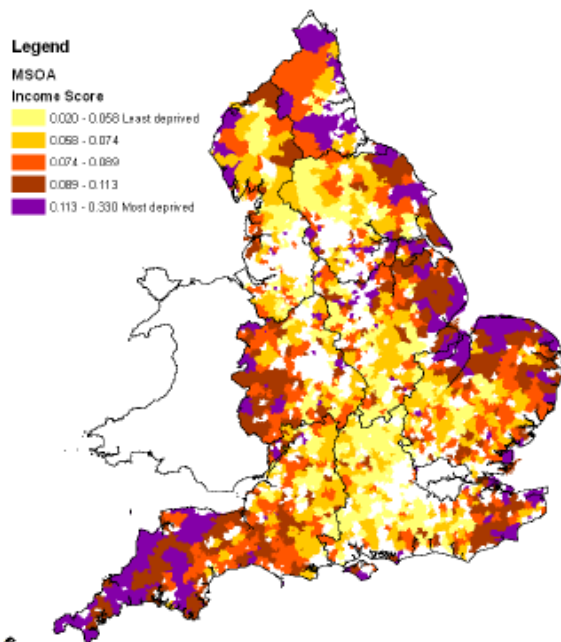 Legend
MSOA
Income Score
0.020 - 0.058 Least deprived
0.058 - 0.074
0.074 - 0.089
0.089 - 0.113
0.113 - 0.330 Most deprived